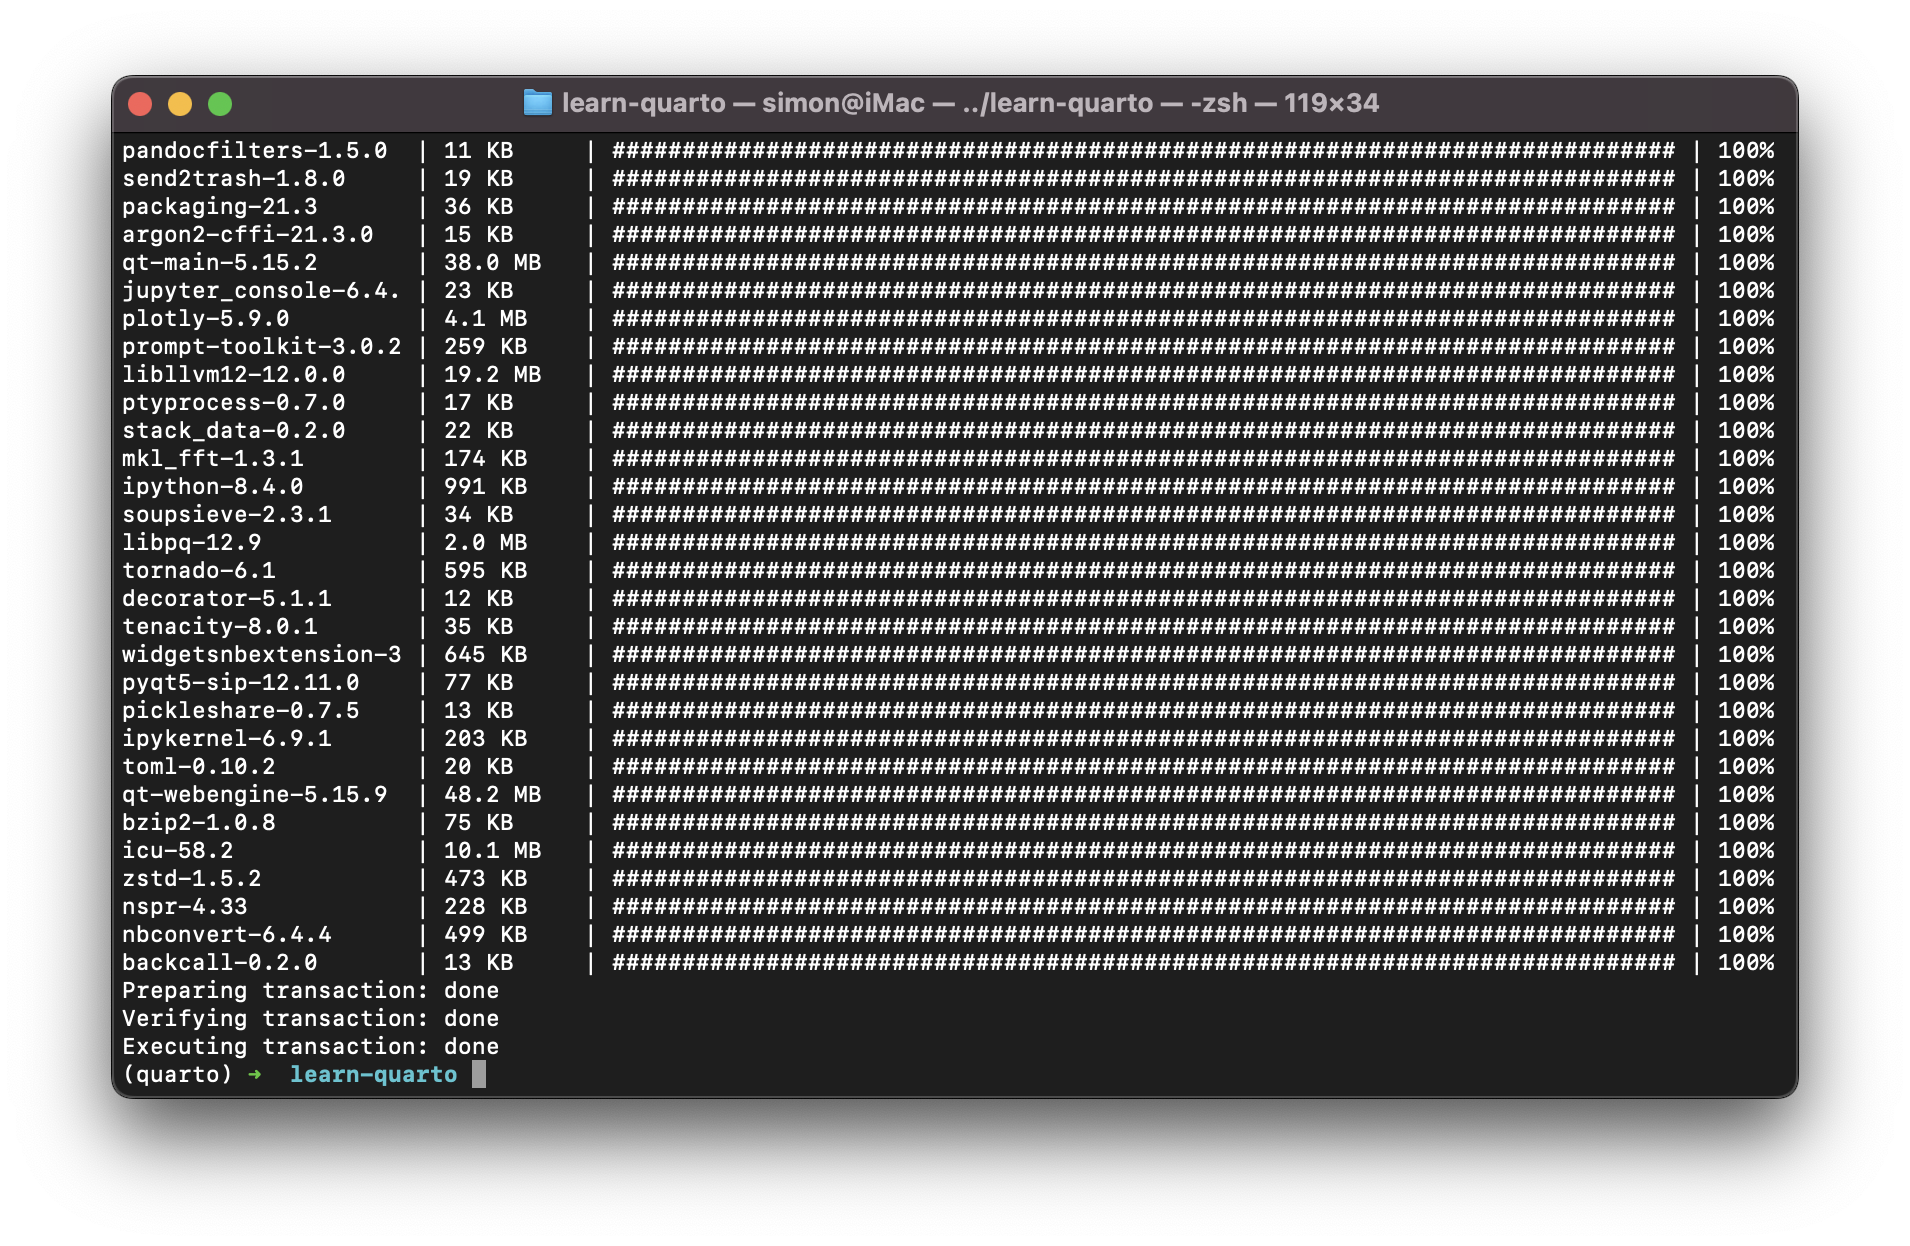 learn-quarto — simon@iMac — ../learn-quarto — -zsh — 119×34
pandocfilters-1.5.0  | 11 KB     | ############################################################################ | 100%
send2trash-1.8.0     | 19 KB     | ############################################################################ | 100%
packaging-21.3       | 36 KB     | ############################################################################ | 100%
argon2-cffi-21.3.0   | 15 KB     | ############################################################################ | 100%
qt-main-5.15.2       | 38.0 MB   | ############################################################################ | 100%
jupyter_console-6.4. | 23 KB     | ############################################################################ | 100%
plotly-5.9.0         | 4.1 MB    | ############################################################################ | 100%
prompt-toolkit-3.0.2 | 259 KB    | ############################################################################ | 100%
libllvm12-12.0.0     | 19.2 MB   | ############################################################################ | 100%
ptyprocess-0.7.0     | 17 KB     | ############################################################################ | 100%
stack_data-0.2.0     | 22 KB     | ############################################################################ | 100%
mkl_fft-1.3.1        | 174 KB    | ############################################################################ | 100%
ipython-8.4.0        | 991 KB    | ############################################################################ | 100%
soupsieve-2.3.1      | 34 KB     | ############################################################################ | 100%
libpq-12.9           | 2.0 MB    | ############################################################################ | 100%
tornado-6.1          | 595 KB    | ############################################################################ | 100%
decorator-5.1.1      | 12 KB     | ############################################################################ | 100%
tenacity-8.0.1       | 35 KB     | ############################################################################ | 100%
widgetsnbextension-3 | 645 KB    | ############################################################################ | 100%
pyqt5-sip-12.11.0    | 77 KB     | ############################################################################ | 100%
pickleshare-0.7.5    | 13 KB     | ############################################################################ | 100%
ipykernel-6.9.1      | 203 KB    | ############################################################################ | 100%
toml-0.10.2          | 20 KB     | ############################################################################ | 100%
qt-webengine-5.15.9  | 48.2 MB   | ############################################################################ | 100%
bzip2-1.0.8          | 75 KB     | ############################################################################ | 100%
icu-58.2             | 10.1 MB   | ############################################################################ | 100%
zstd-1.5.2           | 473 KB    | ############################################################################ | 100%
nspr-4.33            | 228 KB    | ############################################################################ | 100%
nbconvert-6.4.4      | 499 KB    | ############################################################################ | 100%
backcall-0.2.0       | 13 KB     | ############################################################################ | 100%
Preparing transaction: done
Verifying transaction: done
Executing transaction: done
(quarto) ➜  learn-quarto